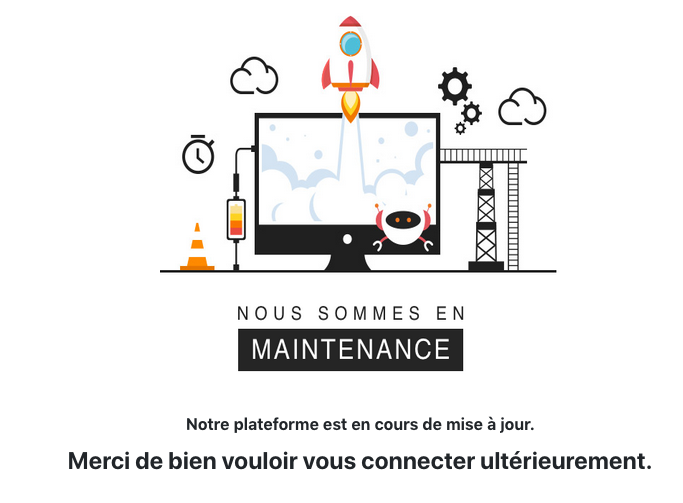 NOUS SOMMES EN
MAINTENANCE
Notre plateforme est en cours de mise à jour.
Merci de bien vouloir vous connecter ultérieurement.